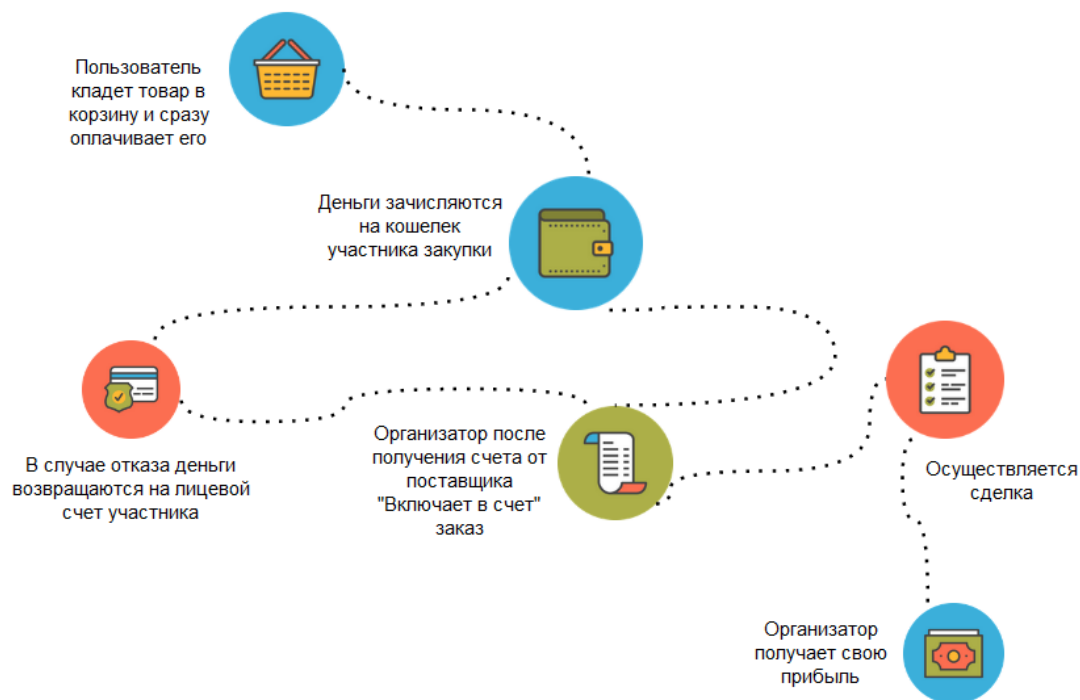 Пользователь
кладет товар в
корзину и сразу
оплачивает его
Деньги зачисляются
на кошелек
участника закупки
В случае отказа деньги
возвращаются на лицевой
счет участника
Организатор после
получения счета от
поставщика
"Включает в счет"
заказ
Осуществляется
сделка
Организатор
получает свою
прибыль